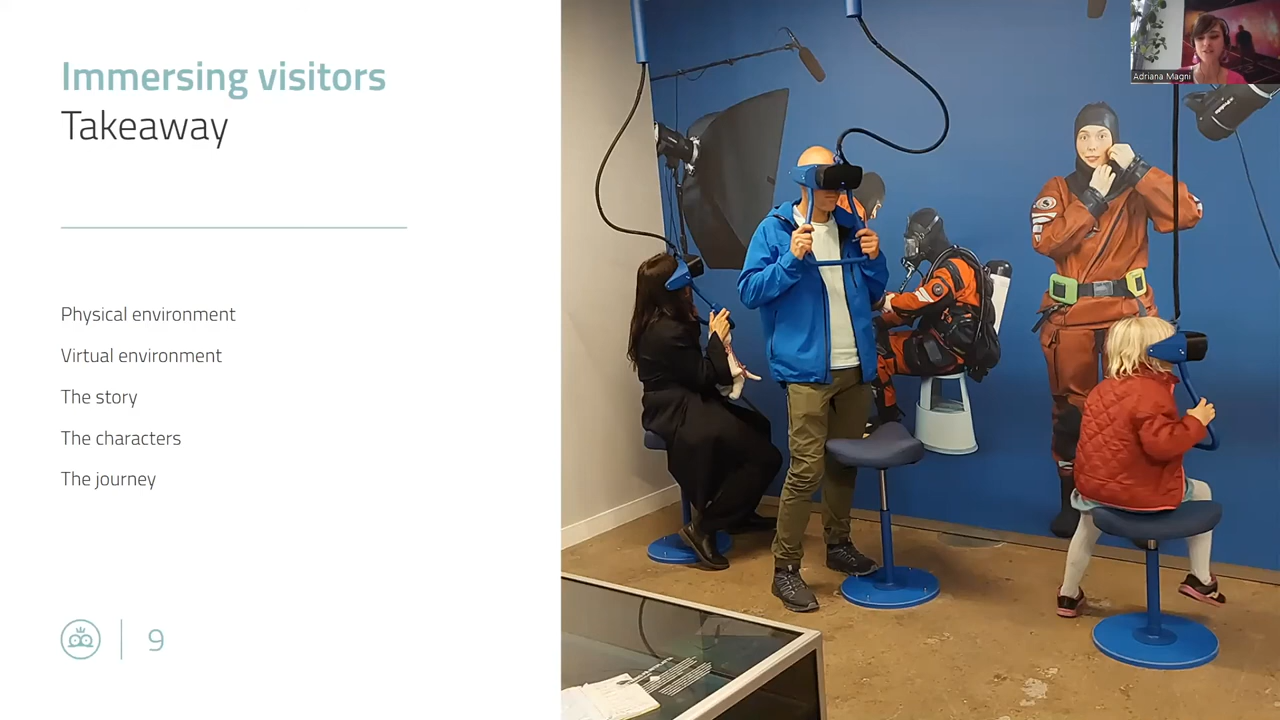 Immersing visitors
Takeaway
Physical environment
Virtual environment
The story
The characters
The journey
9
Adriana Magni